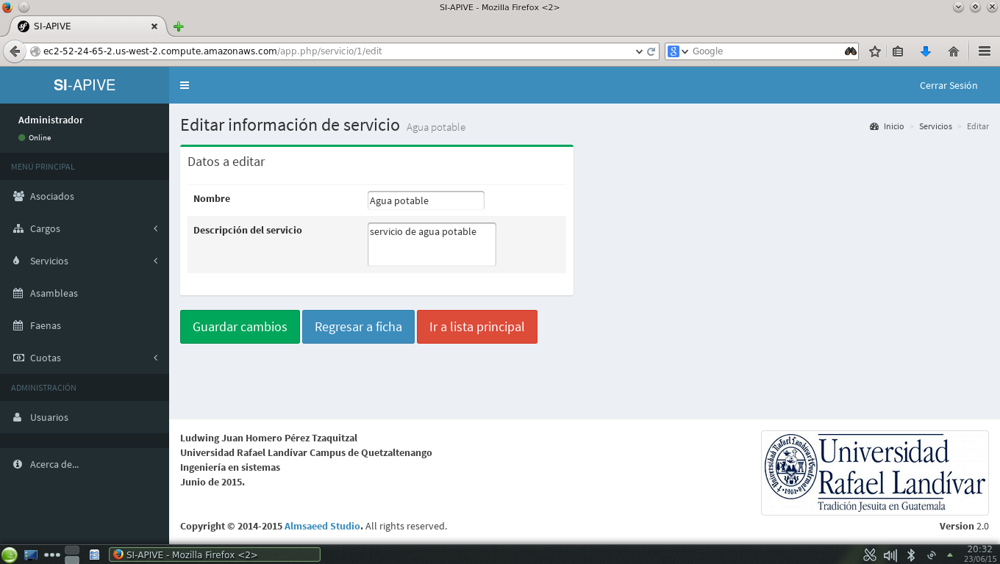 SI-APIVE - Mozilla Firefox <2>
SI-APIVE
ec2-52-24-65-2.us-west-2.compute.amazonaws.com/app.php/servicio/1/edit
Google
SI-APIVE
Cerrar Sesión
Administrador
Online
MENÚ PRINCIPAL
Asociados
Cargos
Servicios
Asambleas
Faenas
Cuotas
ADMINISTRACIÓN
Usuarios
Acerca de...
Editar información de servicio Agua potable
Inicio > Servicios > Editar
Datos a editar
Nombre
Agua potable
Descripción del servicio
servicio de agua potable
Guardar cambios
Regresar a ficha
Ir a lista principal
Ludwing Juan Homero Pérez Tzaquitzal
Universidad Rafael Landívar Campus de Quetzaltenango
Ingeniería en sistemas
Junio de 2015.
Universidad
Rafael Landívar
Tradición Jesuita en Guatemala
Copyright © 2014-2015 Almsaeed Studio. All rights reserved.
Version 2.0
SI-APIVE - Mozilla Firefox <2>
20:32
23/06/15